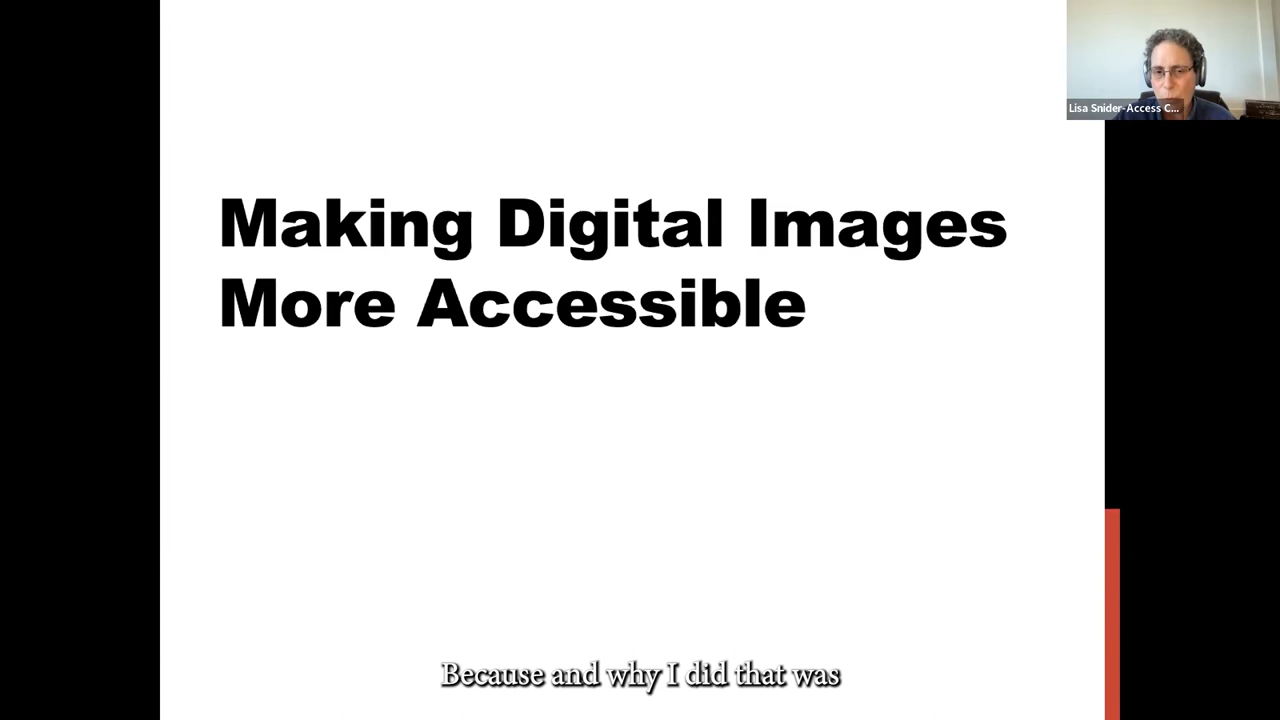 Lisa Snider-Access C...
Making Digital Images
More Accessible
Because and why I did that was